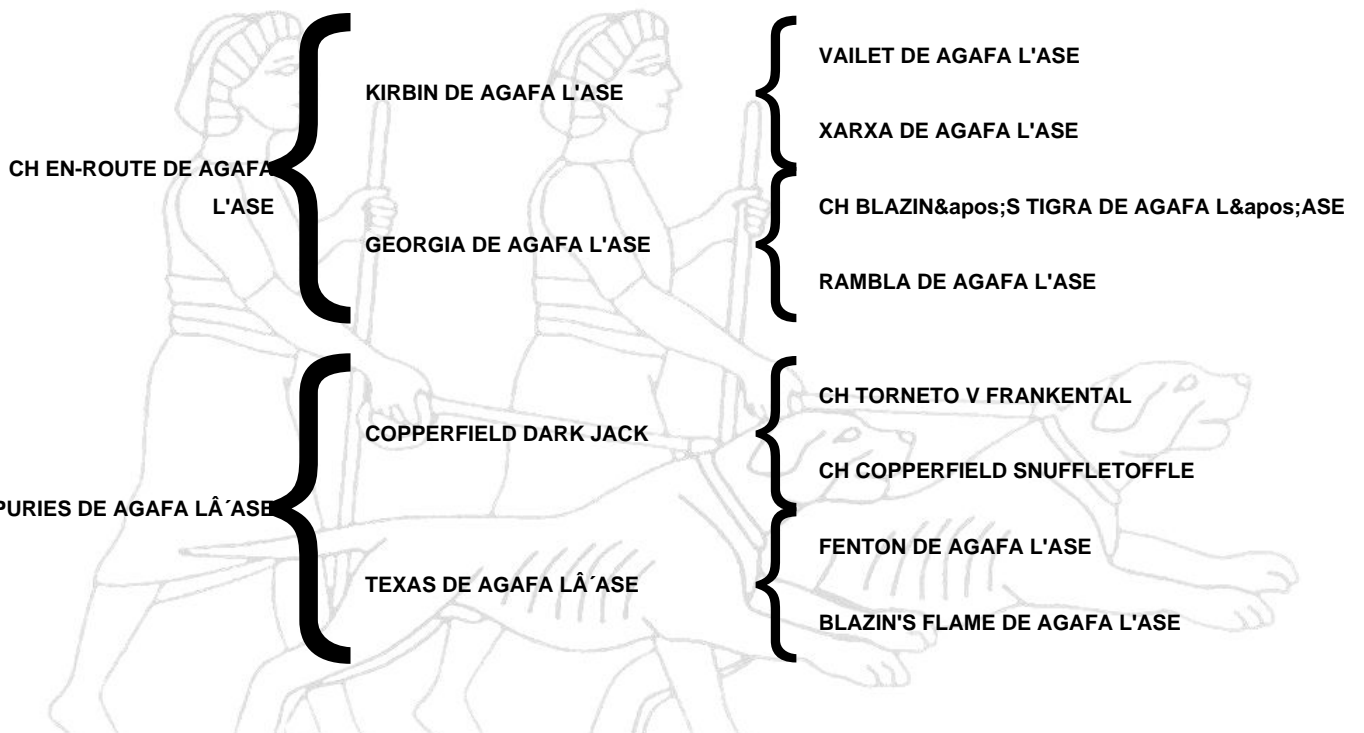 VAILET DE AGAFA L'ASE
KIRBIN DE AGAFA L'ASE
XARXA DE AGAFA L'ASE
CH EN-ROUTE DE AGAFA
L'ASE
CH BLAZIN&apos;S TIGRA DE AGAFA L&apos;ASE
GEORGIA DE AGAFA L'ASE
RAMBLA DE AGAFA L'ASE
CH TORNETO V FRANKENTAL
COPPERFIELD DARK JACK
CH COPPERFIELD SNUFFLETOFFLE
PURIES DE AGAFA LÂ´ASE
FENTON DE AGAFA L'ASE
TEXAS DE AGAFA LÂ´ASE
BLAZIN'S FLAME DE AGAFA L'ASE